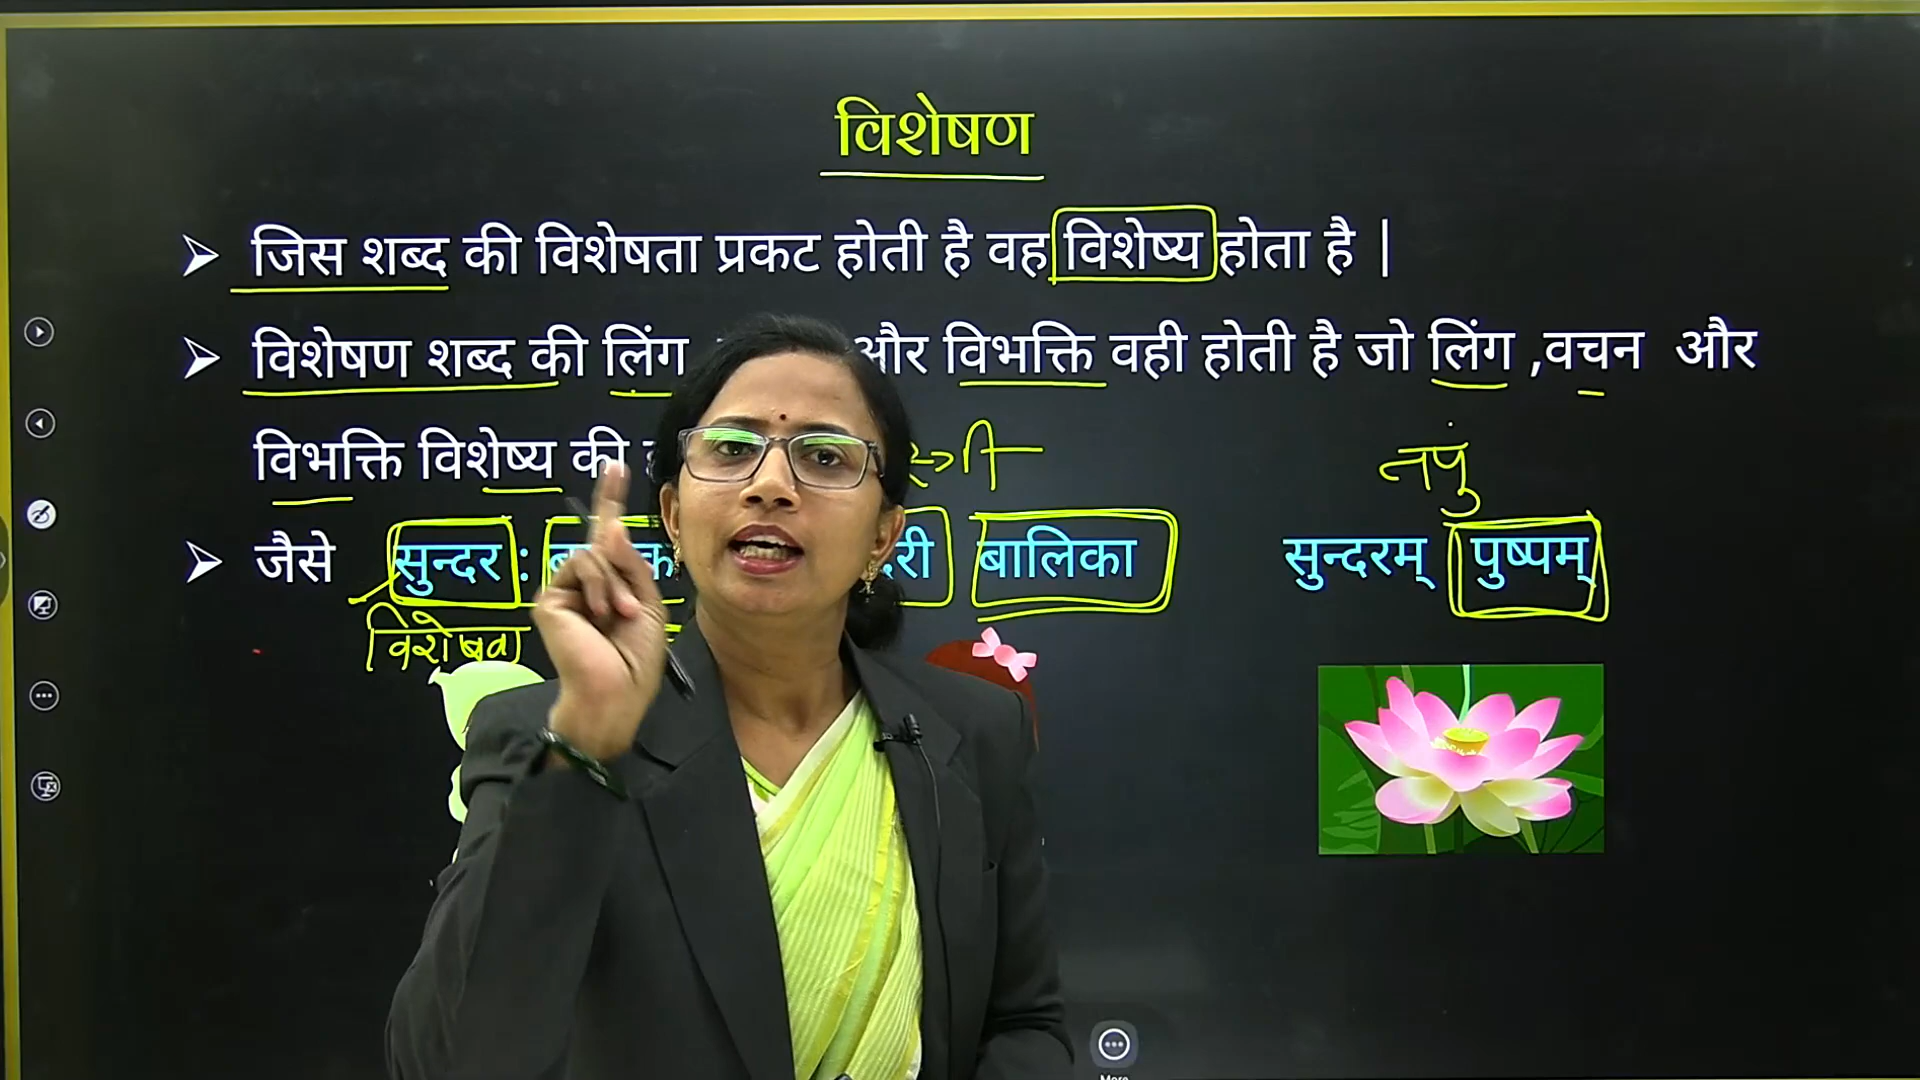 विशेषण
जिस शब्द की विशेषता प्रकट होती है वह विशेष्य होता है |
विशेषण शब्द की लिंग और विभक्ति वही होती है जो लिंग ,वचन और
विभक्ति विशेष्य की
नपुं
जैसे सुन्दर : बालिका सुन्दरम् पुष्पम्
विशेषण